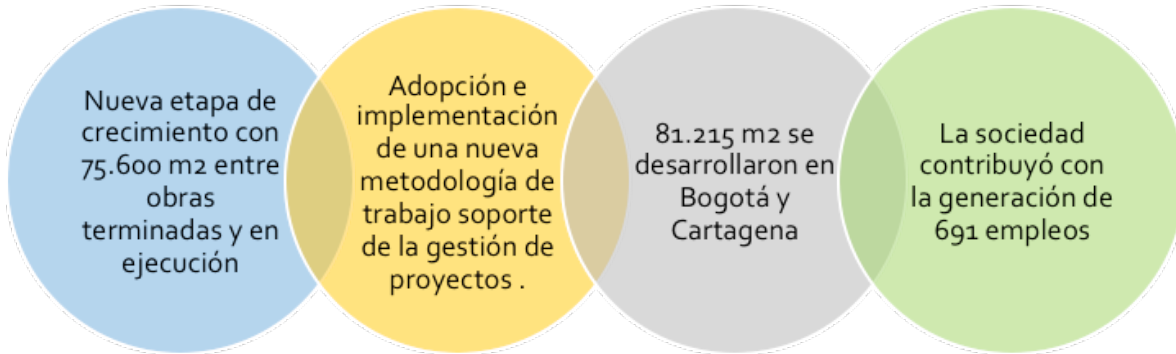 Nueva etapa de
crecimiento con
75.600 m2 entre
obras
terminadas y en
ejecución
Adopción e
implementación
de una nueva
metodología de
trabajo soporte
de la gestión de
proyectos .
81.215 m2 se
desarrollaron en
Bogotá y
Cartagena
La sociedad
contribuyó con
la generación de
691 empleos